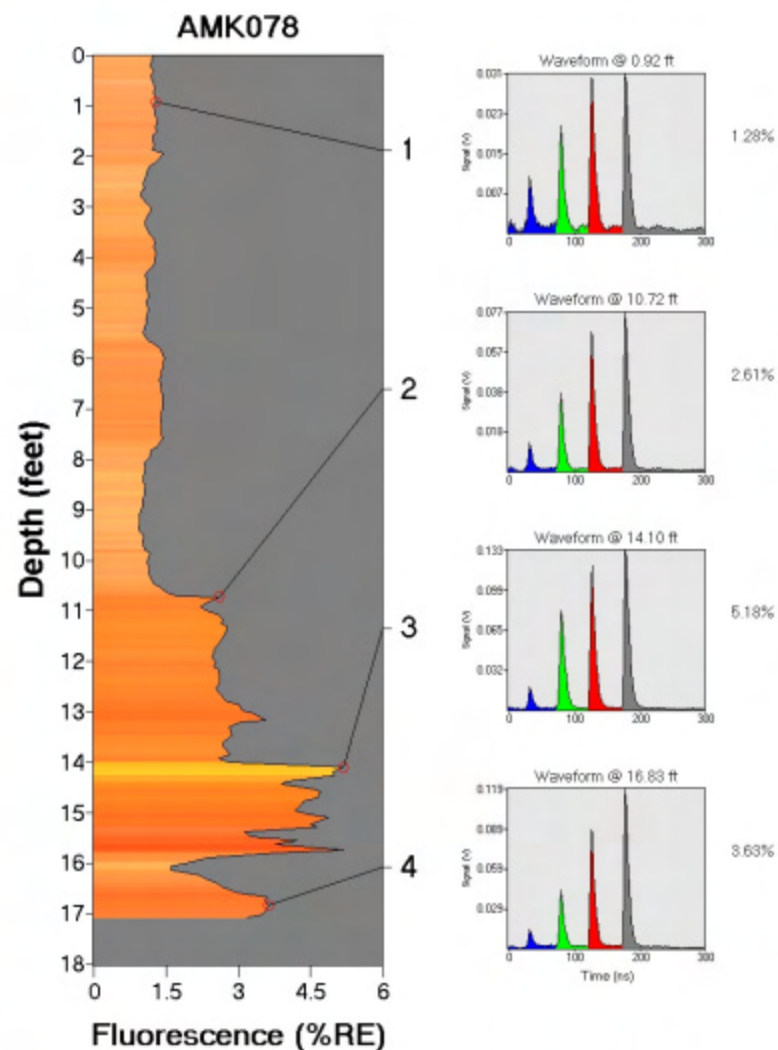 AMK078
Depth (feet)
0
1
2
3
4
5
6
7
8
9
10
11
12
13
14
15
16
17
18
0 1.5 3 4.5 6
Fluorescence (%RE)
1
2
3
4
Waveform @ 0.92 ft
Signal (V)
0.031
0.023
0.015
0.007
0 100 200 300
1.28%
Waveform @ 10.72 ft
Signal (V)
0.077
0.057
0.038
0.018
0 100 200 300
2.61%
Waveform @ 14.10 ft
Signal (V)
0.133
0.099
0.065
0.032
0 100 200 300
5.18%
Waveform @ 16.83 ft
Signal (V)
0.119
0.089
0.059
0.029
0 100 200 300
Time (ns)
3.63%